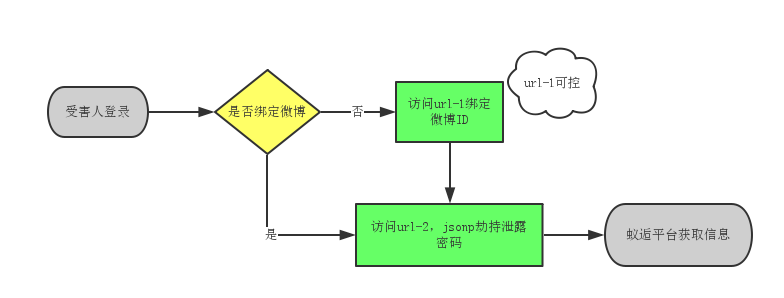 url-1可控
受害人登录
是否绑定微博
否
访问url-1绑定
微博ID
是
访问url-2，jsonp劫持泄露
密码
蚁逅平台获取信息